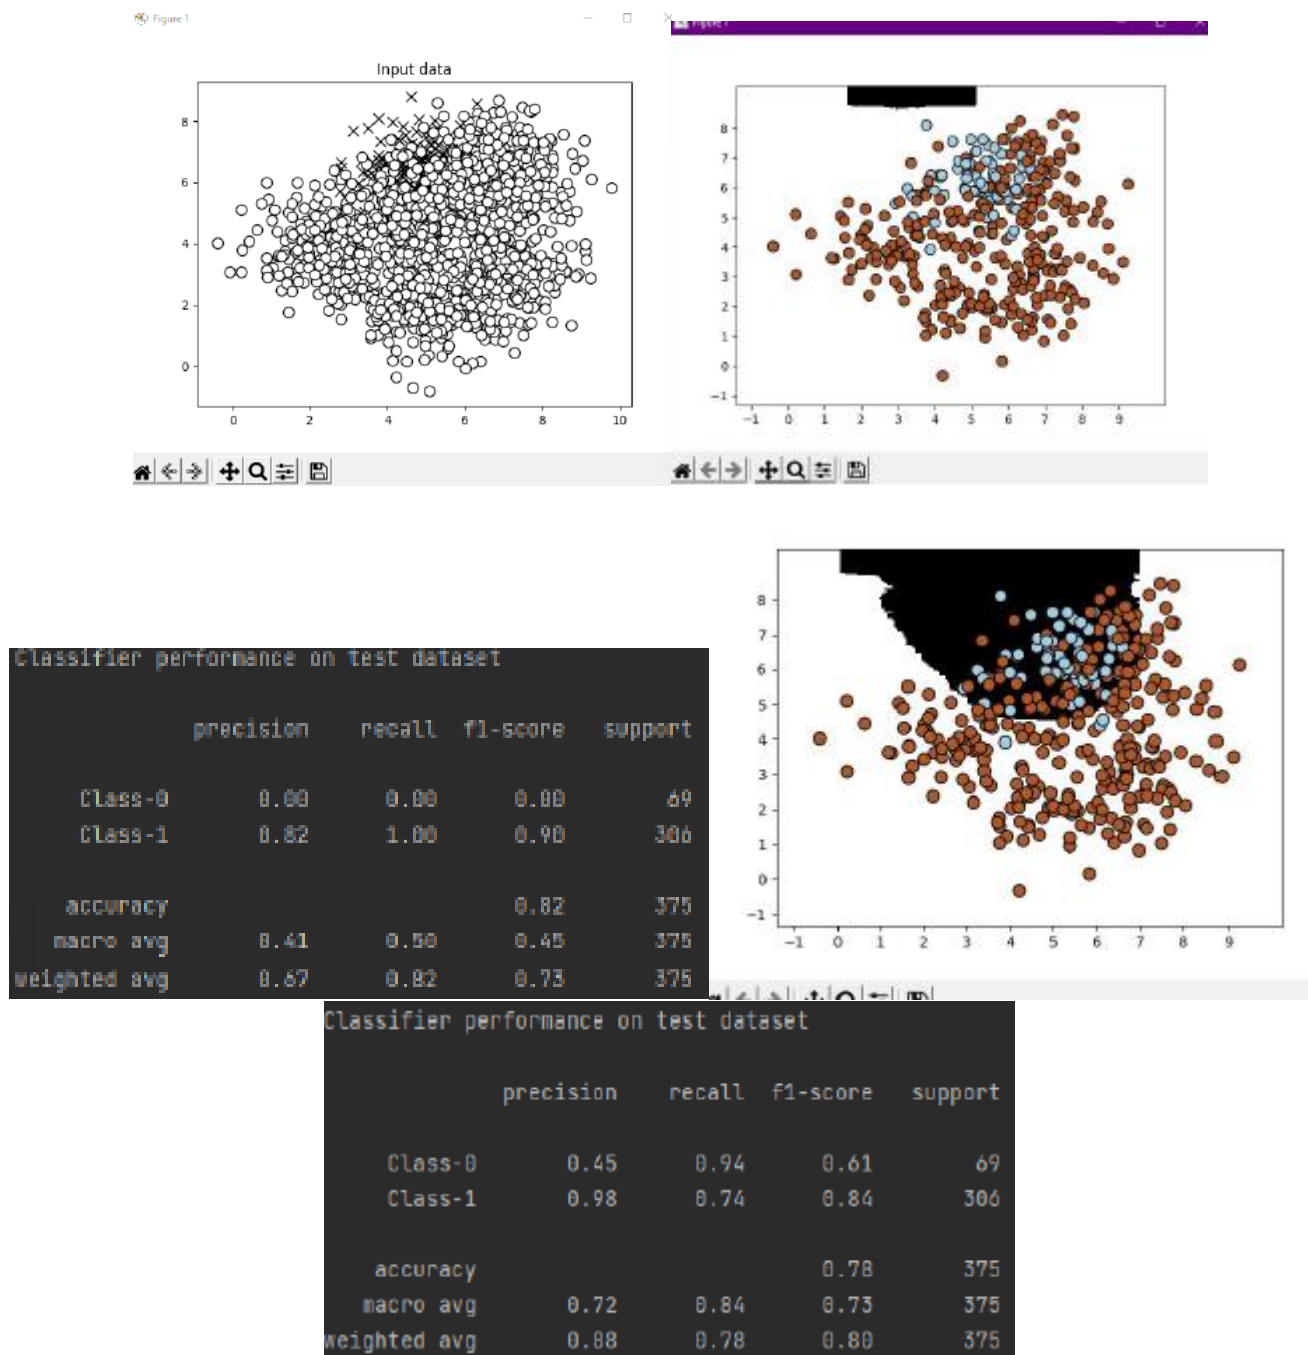 Figure 1
Input data
8
6
4
2
0
0 2 4 6 8 10
Figure 1
8
7
6
5
4
3
2
1
0
−1
−1 0 1 2 3 4 5 6 7 8 9
8
7
6
5
4
3
2
1
0
−1
−1 0 1 2 3 4 5 6 7 8 9
Classifier performance on test dataset
precision recall f1-score support
Class-0 0.00 0.00 0.00 69
Class-1 0.82 1.00 0.90 306
accuracy 0.82 375
macro avg 0.41 0.50 0.45 375
weighted avg 0.67 0.82 0.73 375
Classifier performance on test dataset
precision recall f1-score support
Class-0 0.45 0.94 0.61 69
Class-1 0.98 0.74 0.84 306
accuracy 0.78 375
macro avg 0.72 0.84 0.73 375
weighted avg 0.88 0.78 0.80 375